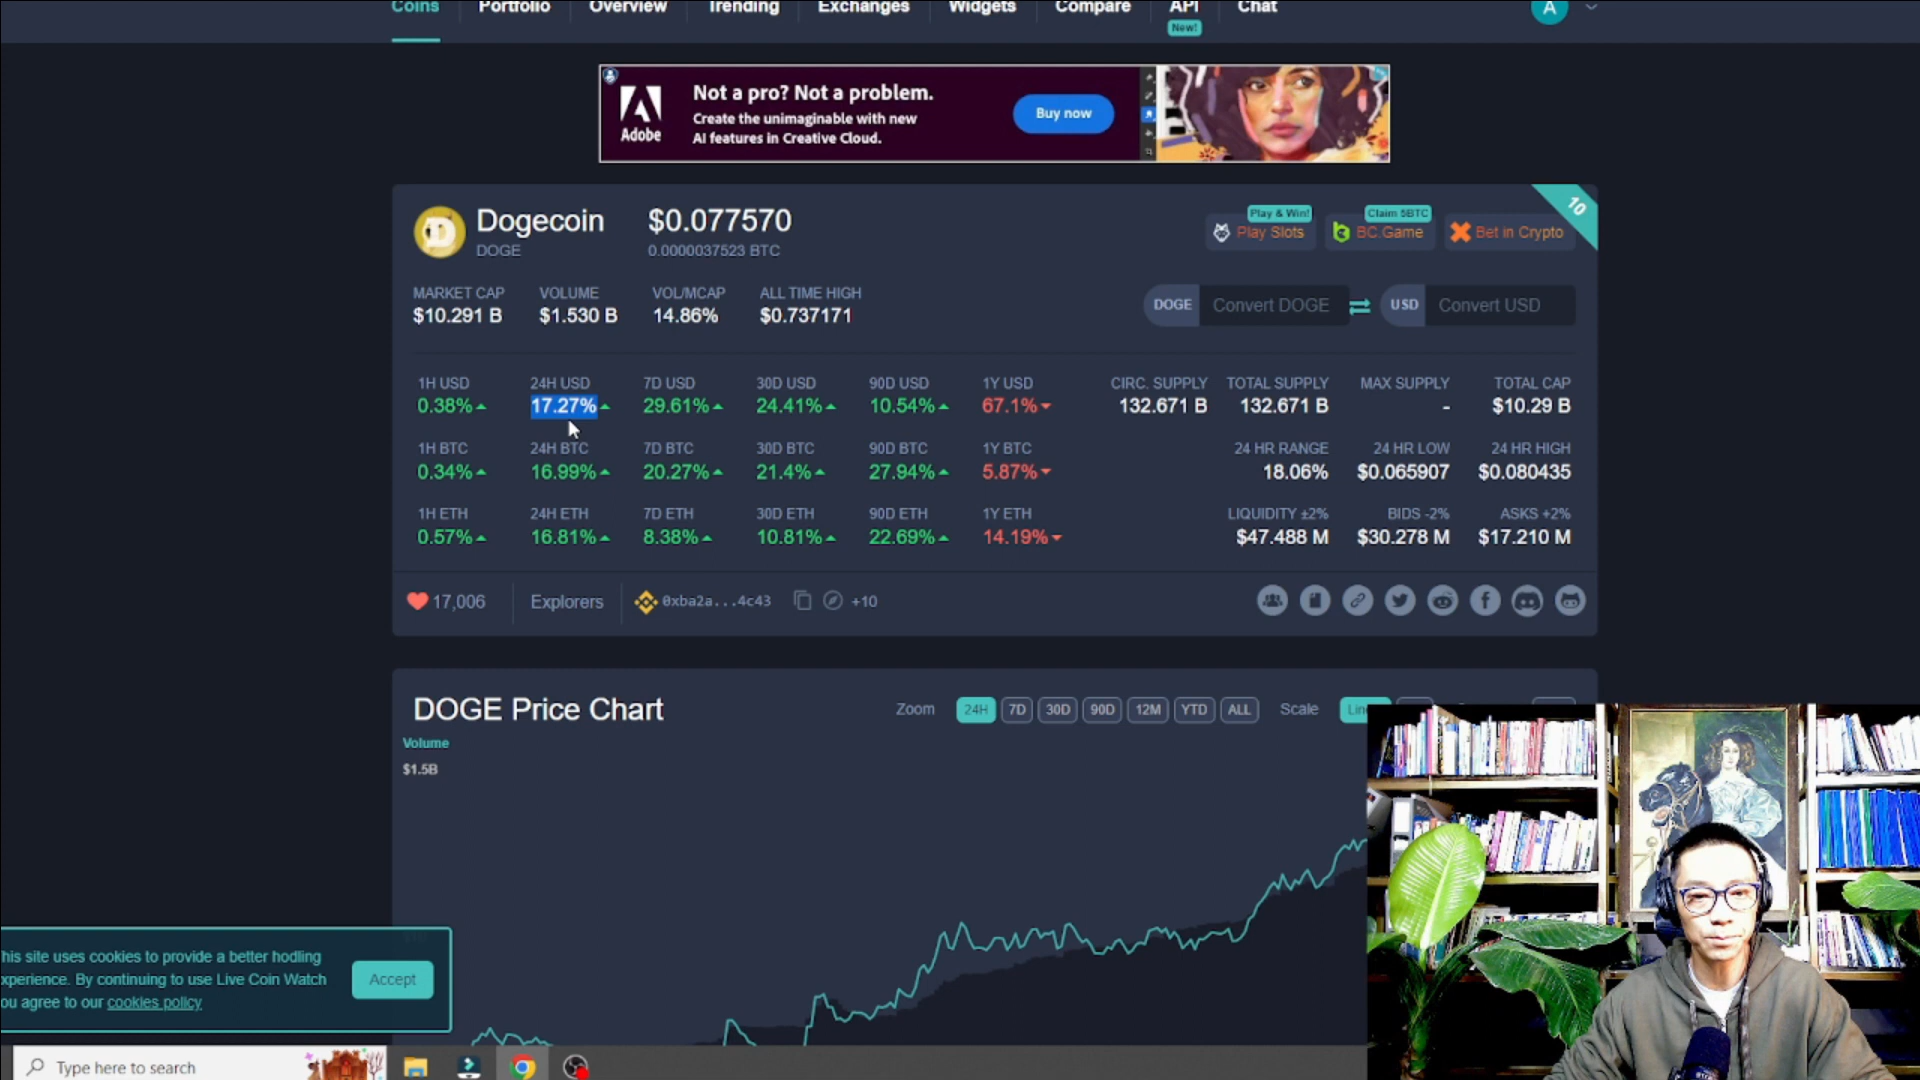 Coins Portfolio Overview Trending Exchanges Widgets Compare API Chat
New!
A
Not a pro? Not a problem.
Create the unimaginable with new
AI features in Creative Cloud.
Adobe
Buy now
10
Dogecoin $0.077570
DOGE 0.0000037523 BTC
Play & Win! Claim 5BTC
Play Slots BC.Game Bet in Crypto
MARKET CAP VOLUME VOL/MCAP ALL TIME HIGH
$10.291 B $1.530 B 14.86% $0.737171
DOGE Convert DOGE USD Convert USD
1H USD 24H USD 7D USD 30D USD 90D USD 1Y USD CIRC. SUPPLY TOTAL SUPPLY MAX SUPPLY TOTAL CAP
0.38% 17.27% 29.61% 24.41% 10.54% 67.1% 132.671 B 132.671 B - $10.29 B
1H BTC 24H BTC 7D BTC 30D BTC 90D BTC 1Y BTC 24 HR RANGE 24 HR LOW 24 HR HIGH
0.34% 16.99% 20.27% 21.4% 27.94% 5.87% 18.06% $0.065907 $0.080435
1H ETH 24H ETH 7D ETH 30D ETH 90D ETH 1Y ETH LIQUIDITY ±2% BIDS -2% ASKS +2%
0.57% 16.81% 8.38% 10.81% 22.69% 14.19% $47.488 M $30.278 M $17.210 M
17,006 Explorers 0xba2a...4c43 +10
DOGE Price Chart Zoom 24H 7D 30D 90D 12M YTD ALL Scale Lin
Volume
$1.5B
his site uses cookies to provide a better hodling
xperience. By continuing to use Live Coin Watch
ou agree to our cookies policy
Accept
Type here to search